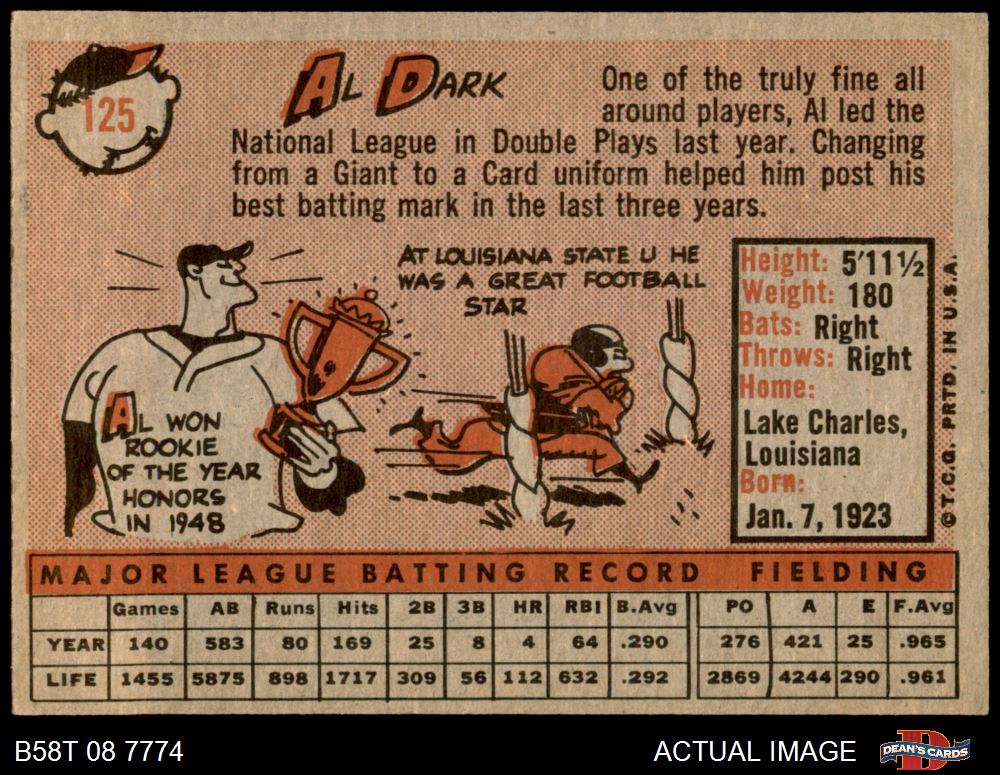 125
AL DARK
One of the truly fine all
around players, Al led the
National League in Double Plays last year. Changing
from a Giant to a Card uniform helped him post his
best batting mark in the last three years.
AL WON
ROOKIE
OF THE YEAR
HONORS
IN 1948
AT LOUISIANA STATE U HE
WAS A GREAT FOOTBALL
STAR
Height: 5'11½
Weight: 180
Bats: Right
Throws: Right
Home:
Lake Charles,
Louisiana
Born:
Jan. 7, 1923
©T.C.G. PRTD. IN U.S.A.
MAJOR LEAGUE BATTING RECORD FIELDING
Games AB Runs Hits 2B 3B HR RBI B.Avg PO A E F.Avg
YEAR 140 583 80 169 25 8 4 64 .290 276 421 25 .965
LIFE 1455 5875 898 1717 309 56 112 632 .292 2869 4244 290 .961
B58T 08 7774
ACTUAL IMAGE
DEAN'S CARDS